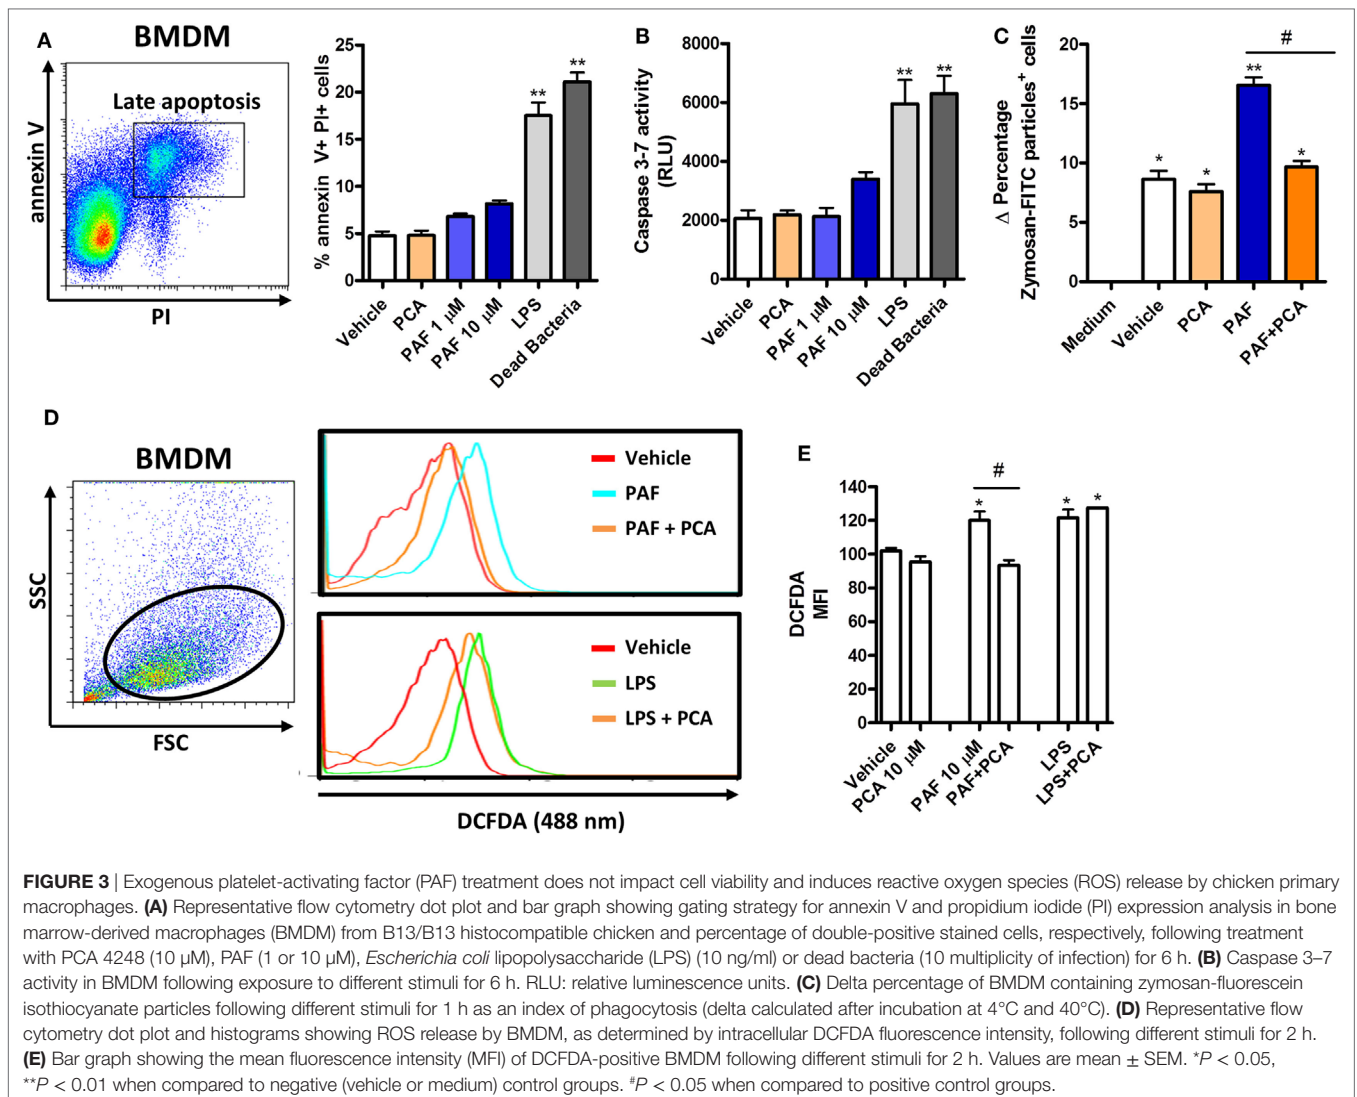 A
BMDM
Late apoptosis
annexin V
PI
% annexin V+ PI+ cells
25
20
15
10
5
0
**
**
Vehicle
PCA
PAF 1 µM
PAF 10 µM
LPS
Dead Bacteria
B
Caspase 3-7 activity
(RLU)
8000
6000
4000
2000
0
**
**
Vehicle
PCA
PAF 1 µM
PAF 10 µM
LPS
Dead Bacteria
C
Δ Percentage
Zymosan-FITC particles+ cells
20
15
10
5
0
#
*
*
**
*
Medium
Vehicle
PCA
PAF
PAF+PCA
D
BMDM
SSC
FSC
Vehicle
PAF
PAF + PCA
Vehicle
LPS
LPS + PCA
DCFDA (488 nm)
E
DCFDA
MFI
140
120
100
80
60
40
20
0
#
*
*
*
Vehicle
PCA 10 µM
PAF 10 µM
PAF+PCA
LPS
LPS+PCA
FIGURE 3 | Exogenous platelet-activating factor (PAF) treatment does not impact cell viability and induces reactive oxygen species (ROS) release by chicken primary
macrophages. (A) Representative flow cytometry dot plot and bar graph showing gating strategy for annexin V and propidium iodide (PI) expression analysis in bone
marrow-derived macrophages (BMDM) from B13/B13 histocompatible chicken and percentage of double-positive stained cells, respectively, following treatment
with PCA 4248 (10 µM), PAF (1 or 10 µM), Escherichia coli lipopolysaccharide (LPS) (10 ng/ml) or dead bacteria (10 multiplicity of infection) for 6 h. (B) Caspase 3–7
activity in BMDM following exposure to different stimuli for 6 h. RLU: relative luminescence units. (C) Delta percentage of BMDM containing zymosan-fluorescein
isothiocyanate particles following different stimuli for 1 h as an index of phagocytosis (delta calculated after incubation at 4°C and 40°C). (D) Representative flow
cytometry dot plot and histograms showing ROS release by BMDM, as determined by intracellular DCFDA fluorescence intensity, following different stimuli for 2 h.
(E) Bar graph showing the mean fluorescence intensity (MFI) of DCFDA-positive BMDM following different stimuli for 2 h. Values are mean ± SEM. *P < 0.05,
**P < 0.01 when compared to negative (vehicle or medium) control groups. #P < 0.05 when compared to positive control groups.